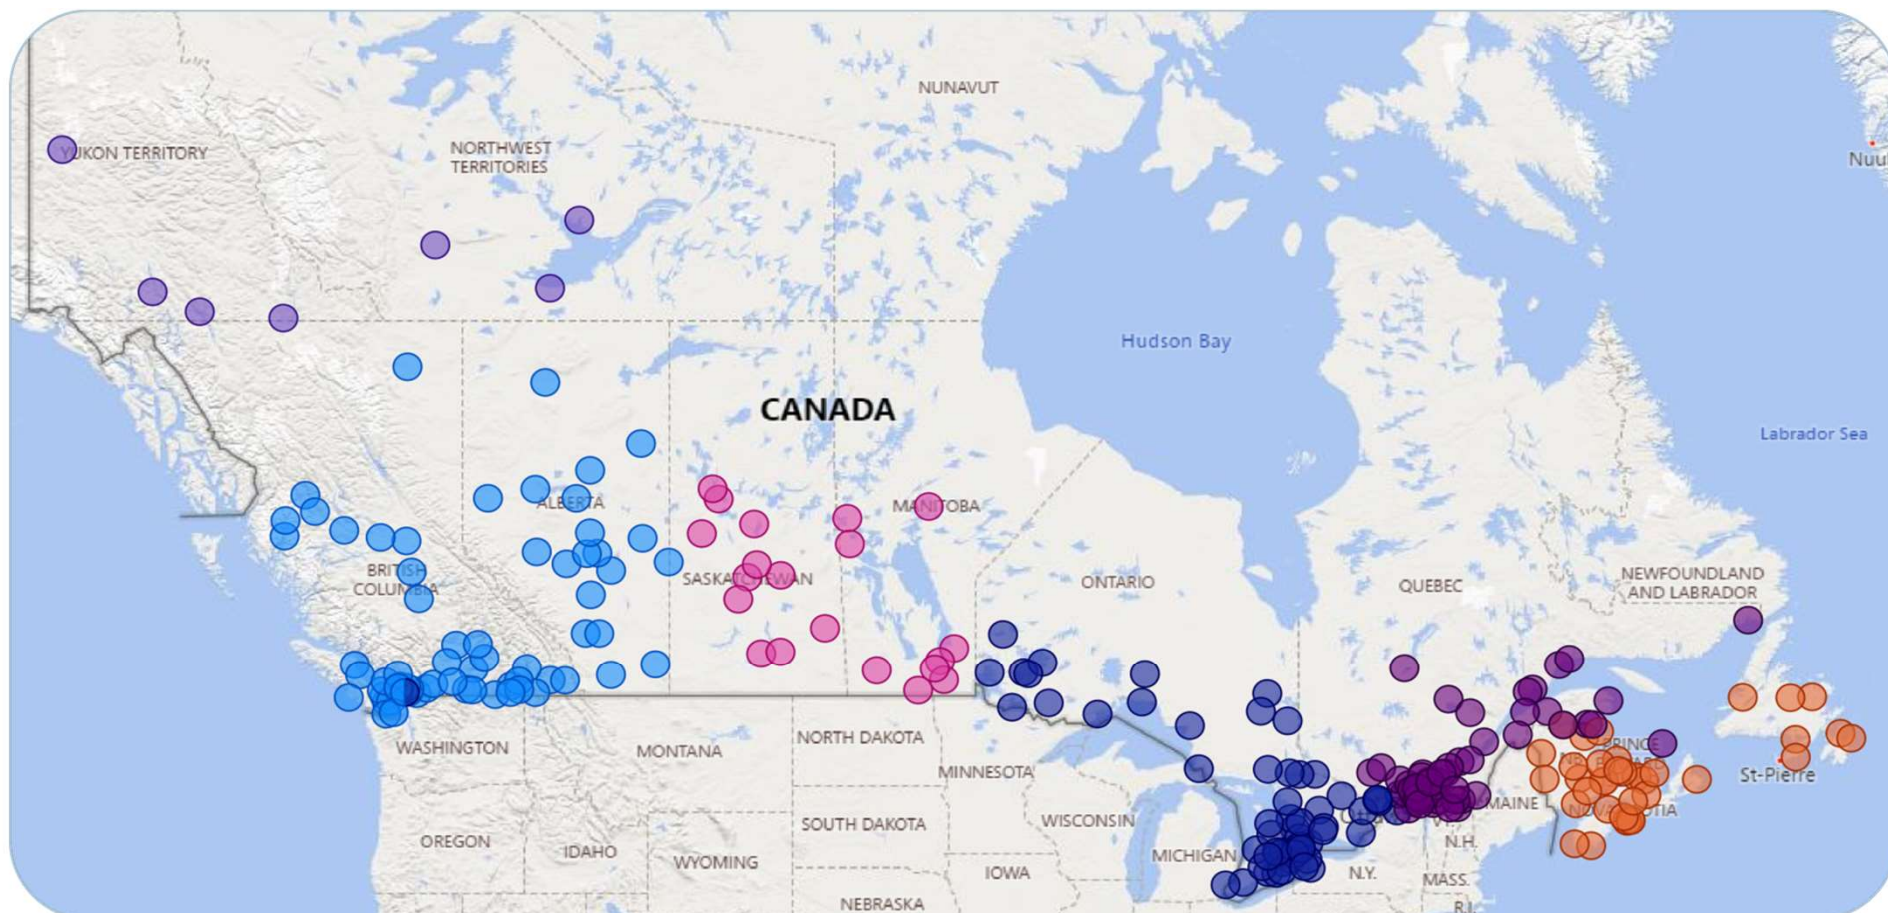 NUNAVUT
YUKON TERRITORY
NORTHWEST
TERRITORIES
Nuu
Hudson Bay
CANADA
Labrador Sea
ALBERTA
MANITOBA
BRITISH
COLUMBIA
SASKATCHEWAN
ONTARIO
QUEBEC
NEWFOUNDLAND
AND LABRADOR
WASHINGTON
MONTANA
NORTH DAKOTA
MINNESOTA
PRINCE
St-Pierre
MAINE
OREGON
IDAHO
WYOMING
SOUTH DAKOTA
WISCONSIN
MICHIGAN
N.H.
IOWA
N.Y.
MASS.
NEBRASKA
R.I.